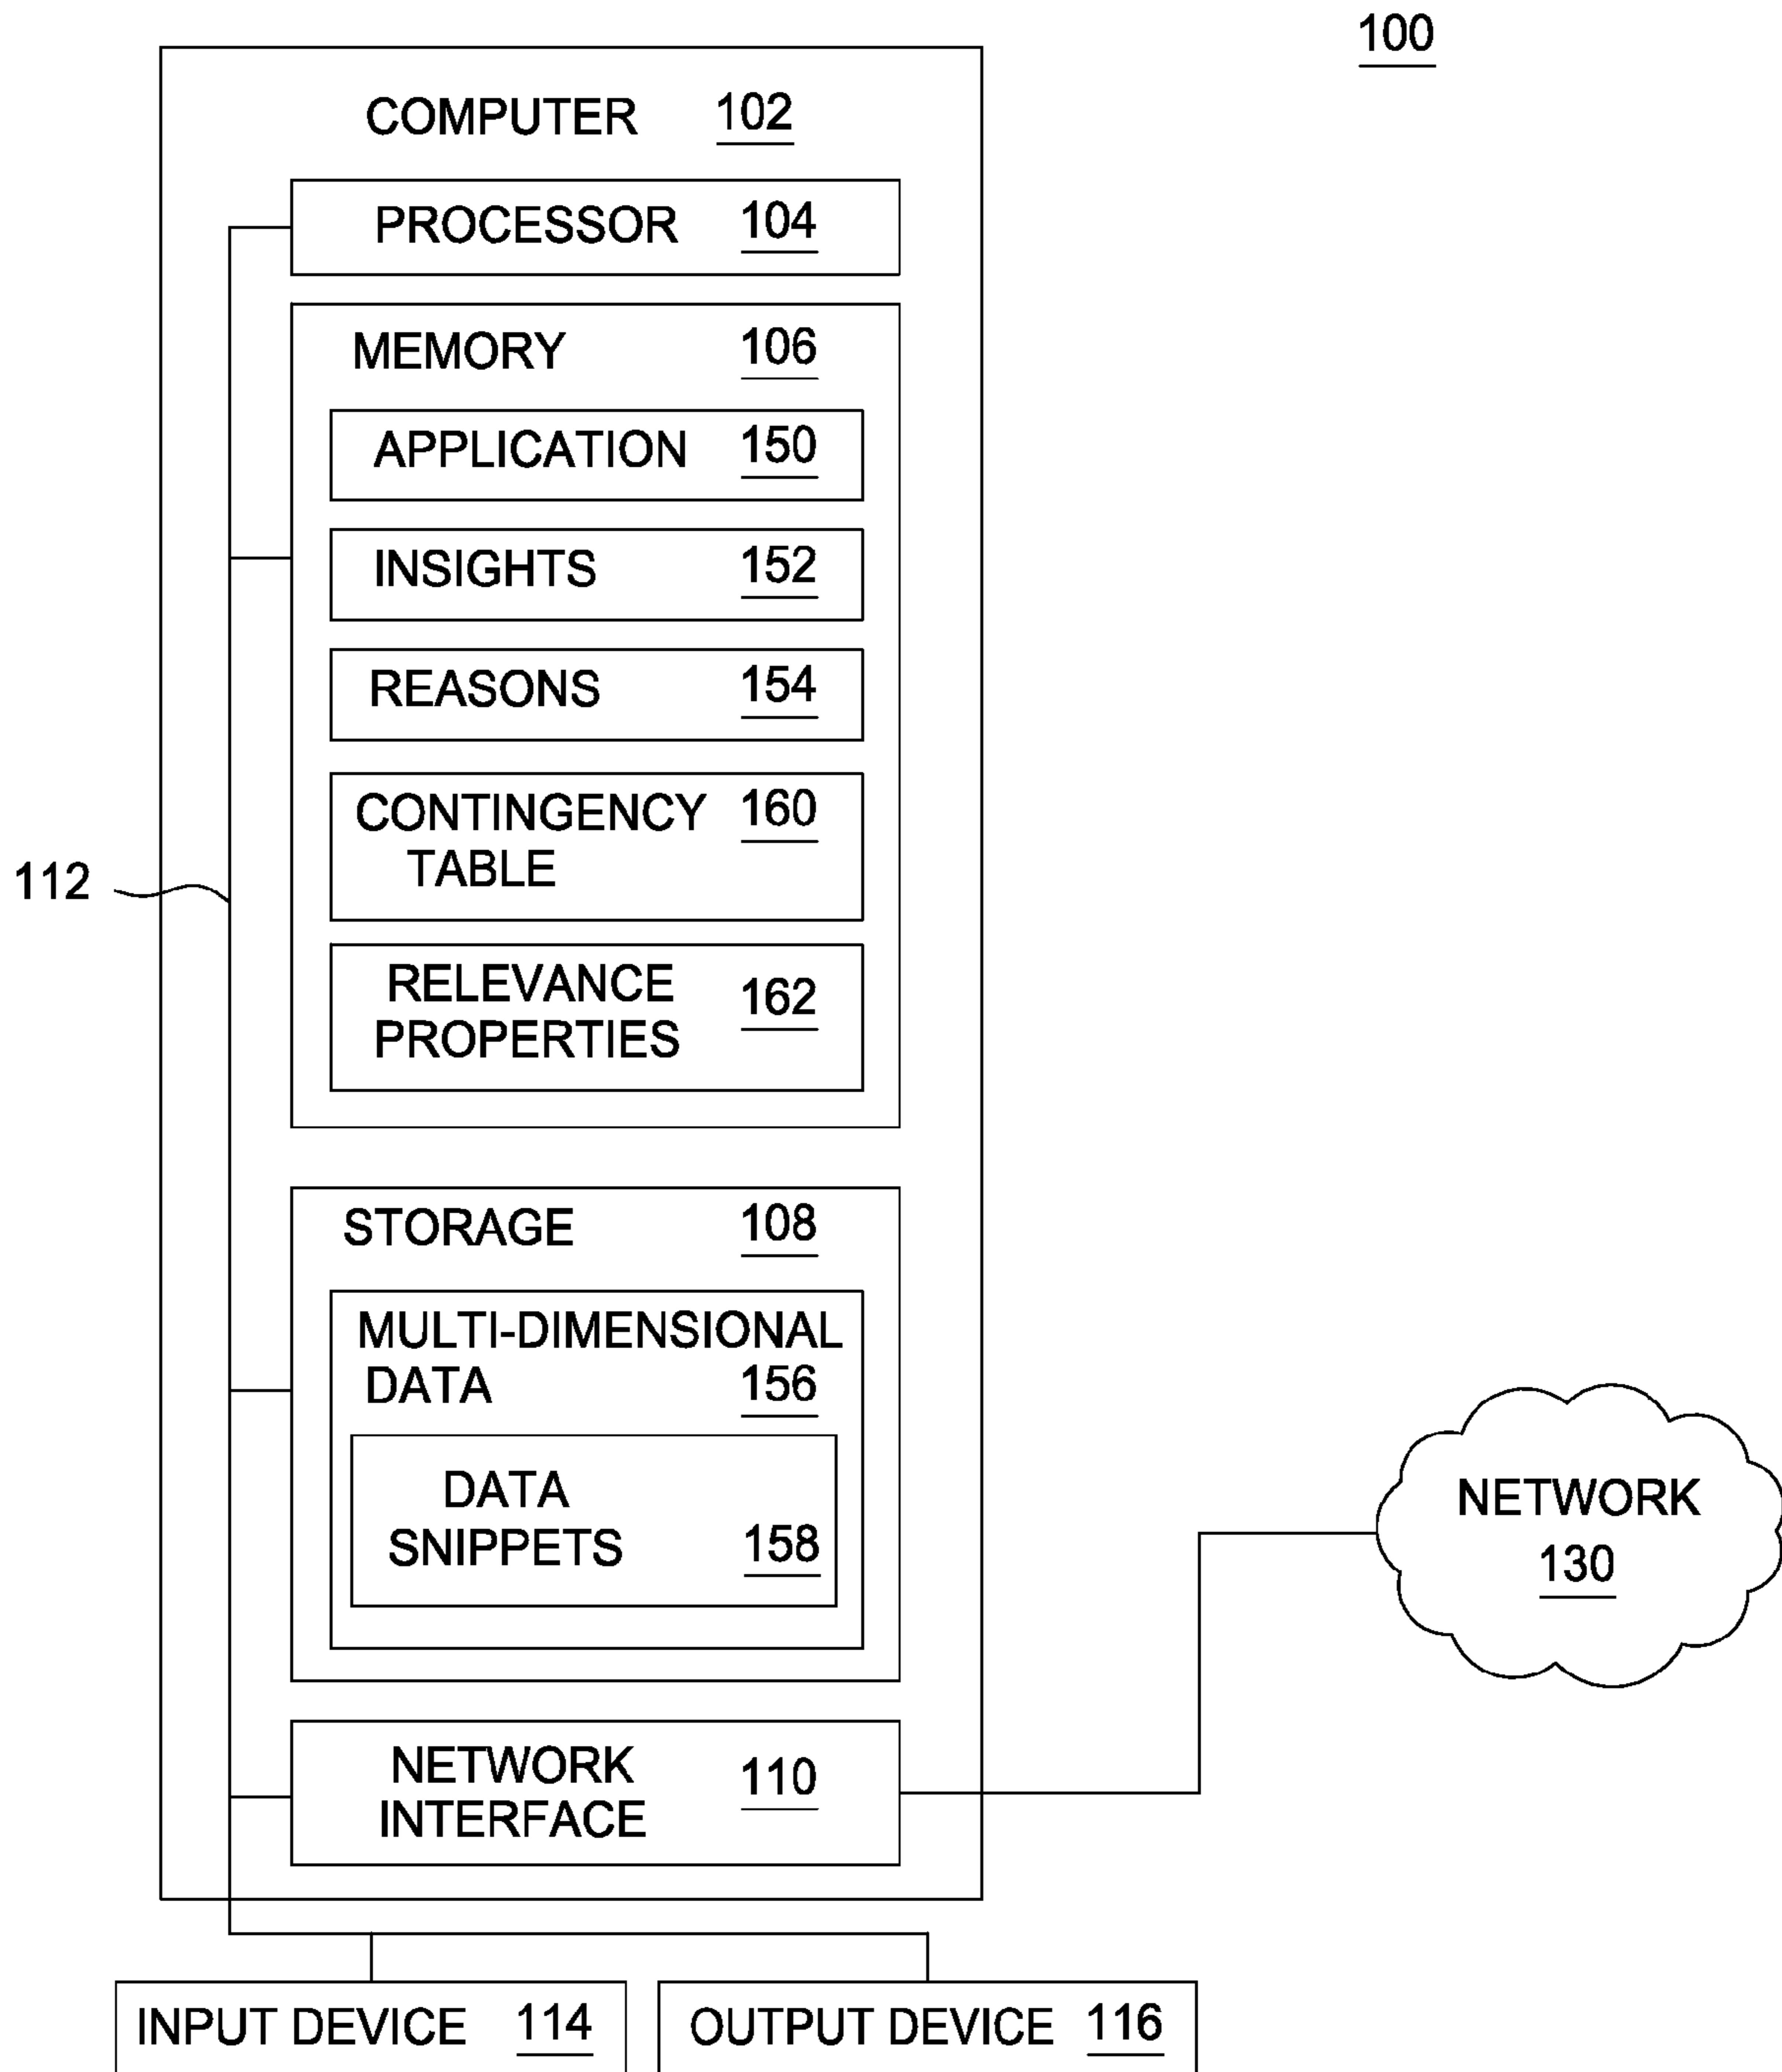 100
COMPUTER 102
PROCESSOR 104
MEMORY 106
APPLICATION 150
INSIGHTS 152
REASONS 154
CONTINGENCY 160
TABLE
112
RELEVANCE 162
PROPERTIES
STORAGE 108
MULTI-DIMENSIONAL
DATA 156
DATA
SNIPPETS 158
NETWORK
130
NETWORK 110
INTERFACE
INPUT DEVICE 114
OUTPUT DEVICE 116